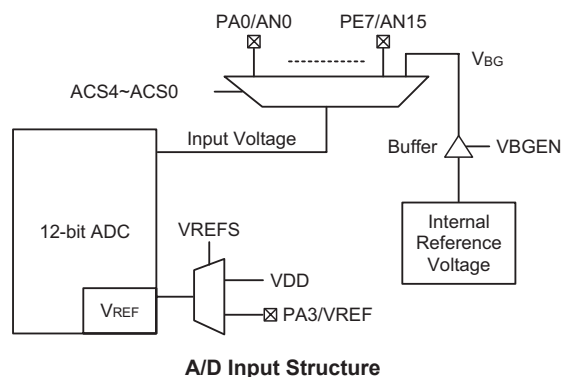 PA0/AN0
PE7/AN15
VBG
ACS4~ACS0
Input Voltage
Buffer
VBGEN
12-bit ADC
VREFS
Internal
Reference
Voltage
VDD
VREF
PA3/VREF
A/D Input Structure